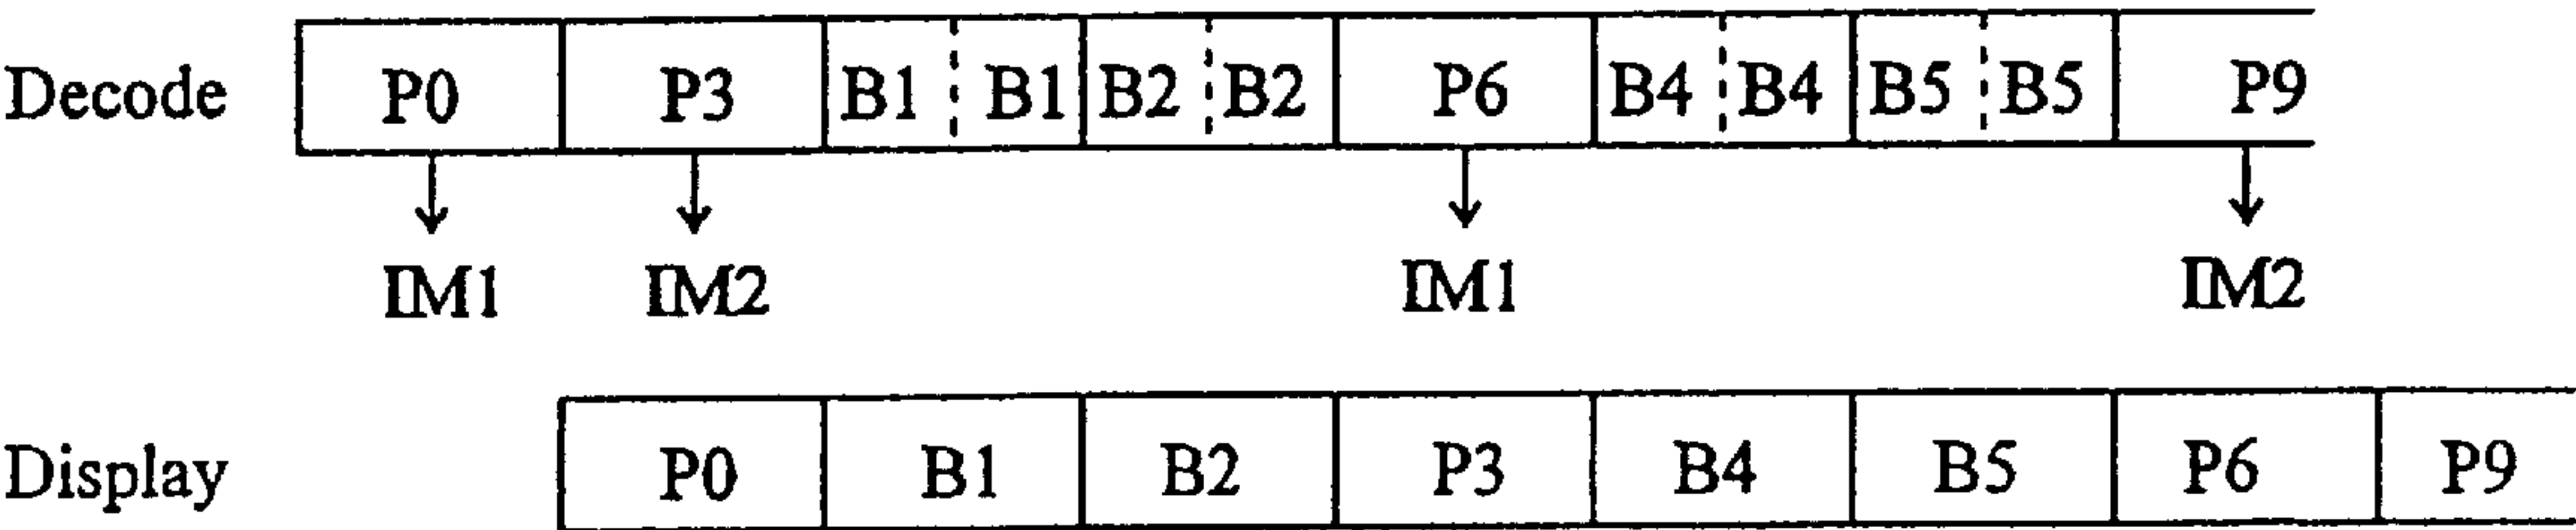 Decode P0 P3 B1 B1 B2 B2 P6 B4 B4 B5 B5 P9
IM1 IM2 IM1 IM2
Display P0 B1 B2 P3 B4 B5 P6 P9